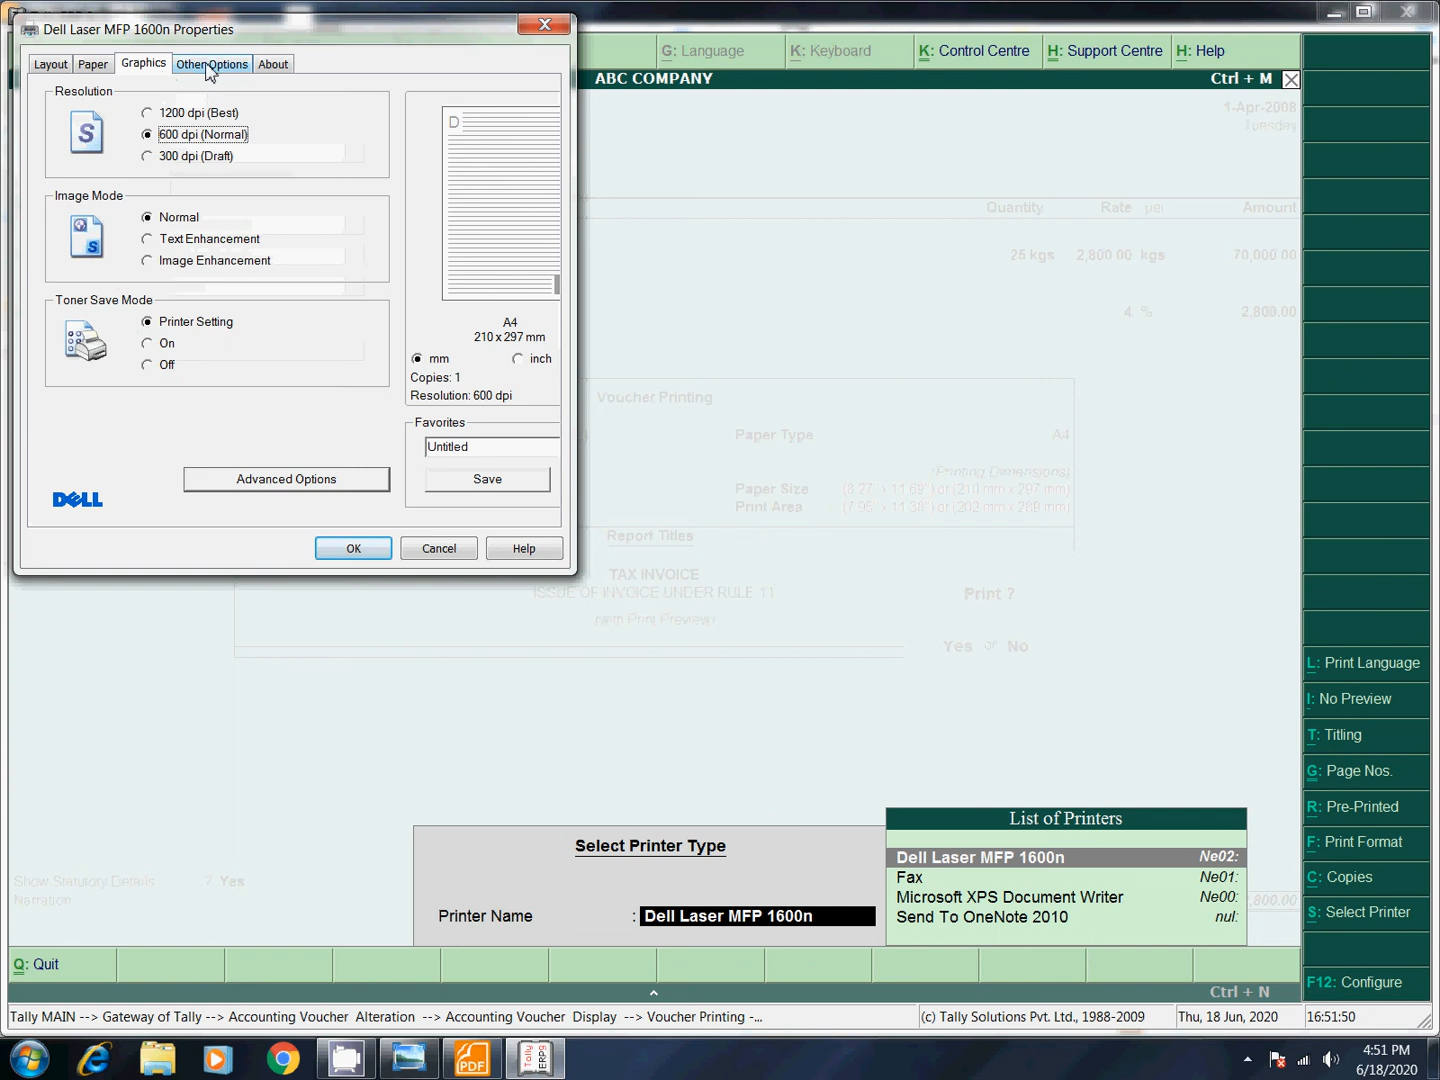 Dell Laser MFP 1600n Properties
Layout
Paper
Graphics
Other Options
About
Resolution
1200 dpi (Best)
600 dpi (Normal)
300 dpi (Draft)
Image Mode
Normal
Text Enhancement
Image Enhancement
Toner Save Mode
Printer Setting
On
Off
Advanced Options
DELL
D
S
S
A4
210 x 297 mm
mm
inch
Copies: 1
Resolution: 600 dpi
Favorites
Untitled
Save
OK
Cancel
Help
G: Language
K: Keyboard
K: Control Centre
H: Support Centre
H: Help
ABC COMPANY
Ctrl + M
1-Apr-2008
Tuesday
Quantity Rate per Amount
25 kgs 2,800.00 kgs 70,000.00
4 % 2,800.00
Voucher Printing
Paper Type A4
(Printing Dimensions)
Paper Size (8.27" x 11.69") or (210 mm x 297 mm)
Print Area (7.95" x 11.38") or (202 mm x 289 mm)
Report Titles
TAX INVOICE
ISSUE OF INVOICE UNDER RULE 11
(with Print Preview)
Print ?
Yes or No
Show Statutory Details ? Yes
Narration
2,800.00
Select Printer Type
Printer Name : Dell Laser MFP 1600n
List of Printers
Dell Laser MFP 1600n Ne02:
Fax Ne01:
Microsoft XPS Document Writer Ne00:
Send To OneNote 2010 nul:
L: Print Language
I: No Preview
T: Titling
G: Page Nos.
R: Pre-Printed
F: Print Format
C: Copies
S: Select Printer
F12: Configure
Q: Quit
Ctrl + N
Tally MAIN --> Gateway of Tally --> Accounting Voucher Alteration --> Accounting Voucher Display --> Voucher Printing -...
(c) Tally Solutions Pvt. Ltd., 1988-2009
Thu, 18 Jun, 2020
16:51:50
PDF
Tally
ERP9
4:51 PM
6/18/2020